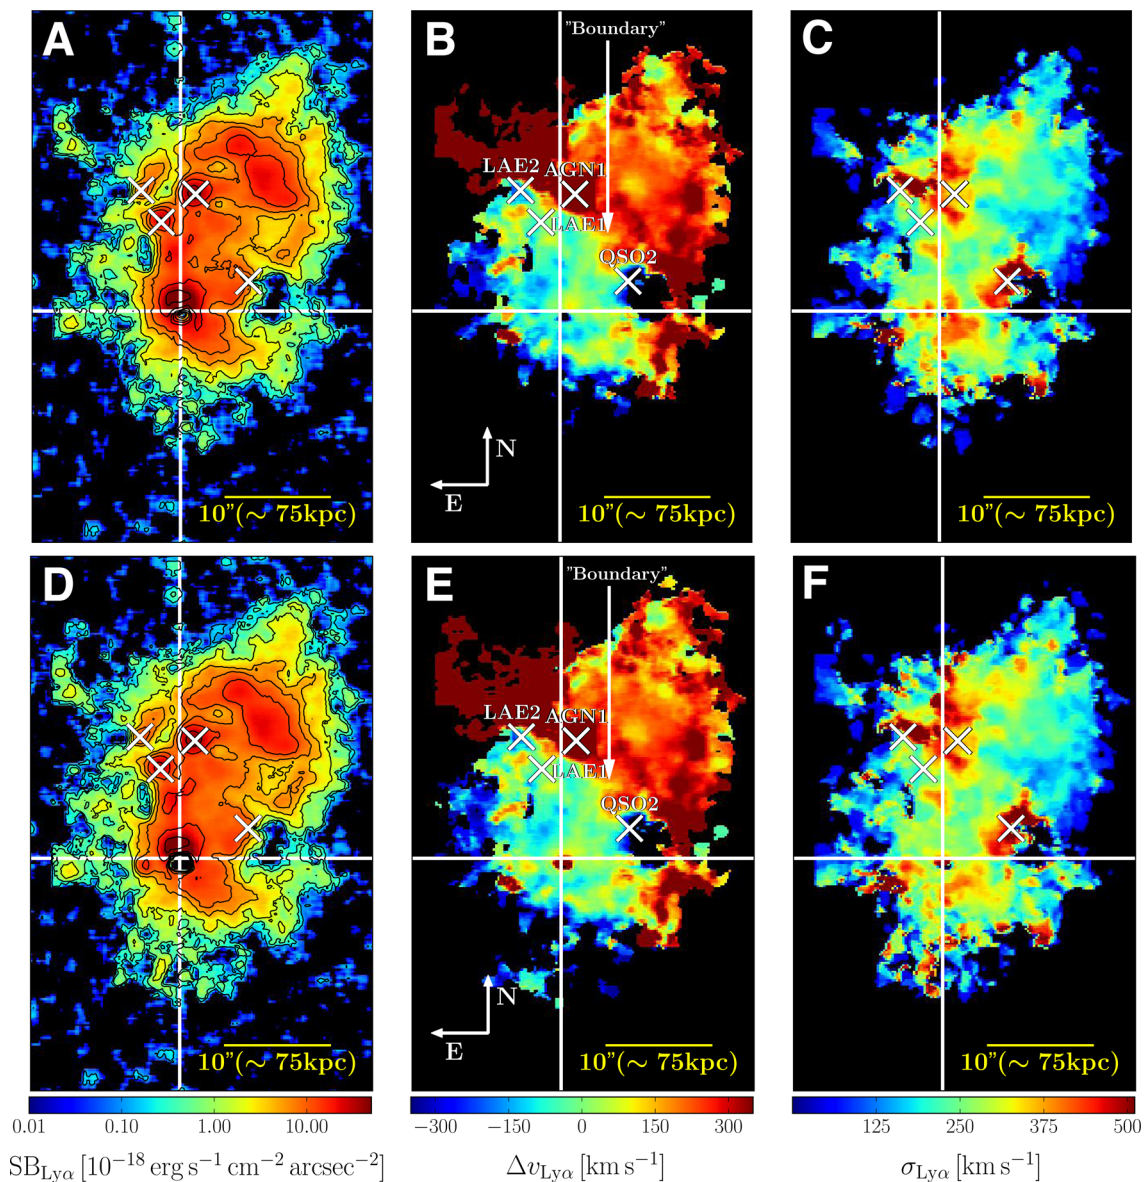 A
B
"Boundary"
C
LAE2
AGN1
LAE1
QSO2
N
E
10"(∼ 75kpc)
10"(∼ 75kpc)
10"(∼ 75kpc)
D
E
"Boundary"
F
LAE2
AGN1
LAE1
QSO2
N
E
10"(∼ 75kpc)
10"(∼ 75kpc)
10"(∼ 75kpc)
0.01 0.10 1.00 10.00
−300 −150 0 150 300
125 250 375 500
SB_Lyα [10^−18 erg s^−1 cm^−2 arcsec^−2]
Δv_Lyα [km s^−1]
σ_Lyα [km s^−1]